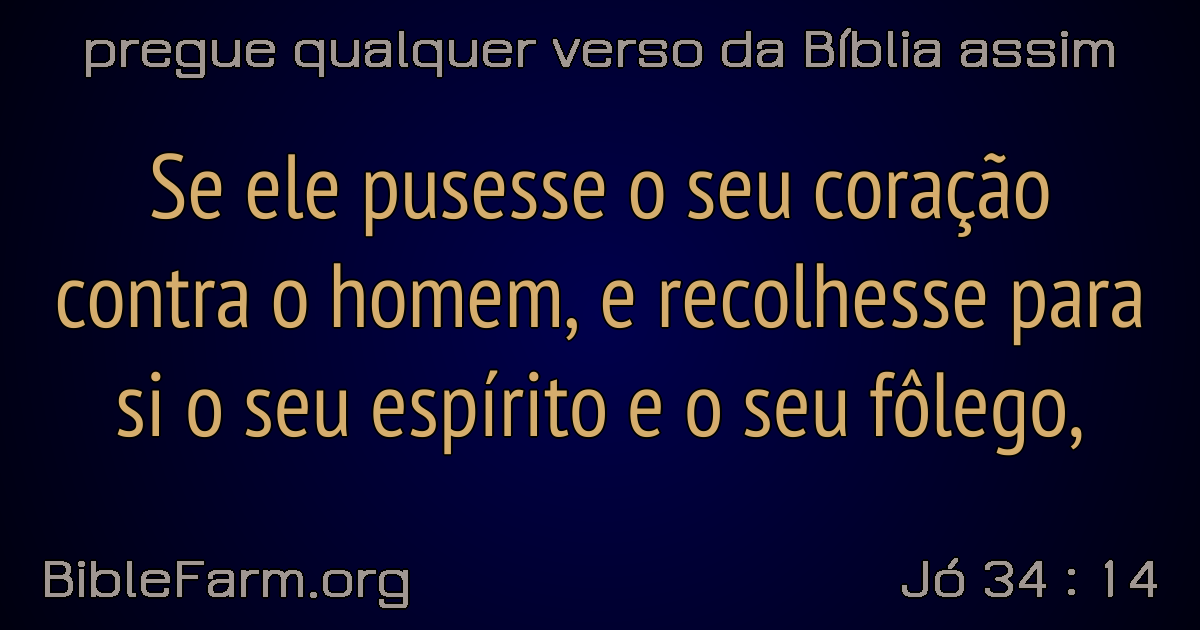 pregue qualquer verso da Bíblia assim
Se ele pusesse o seu coração
contra o homem, e recolhesse para
si o seu espírito e o seu fôlego,
BibleFarm.org
Jó 34 : 14